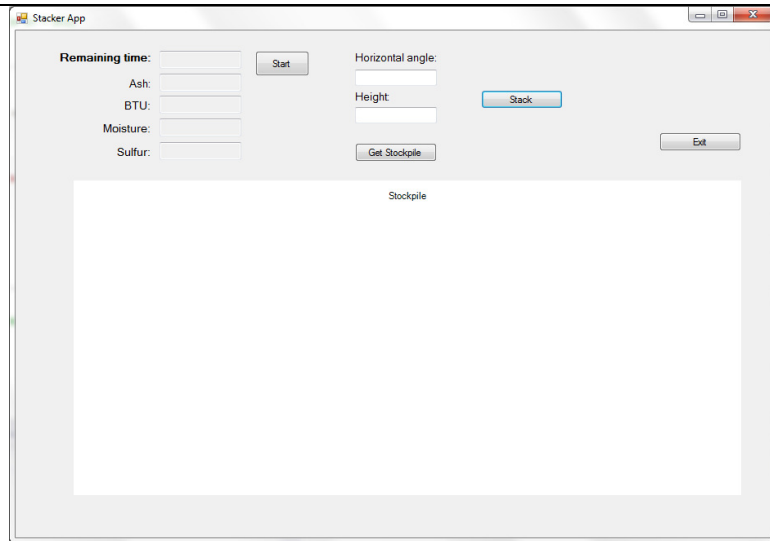 Stacker App
Remaining time:
Start
Ash:
BTU:
Moisture:
Sulfur:
Horizontal angle:
Height:
Get Stockpile
Stack
Exit
Stockpile